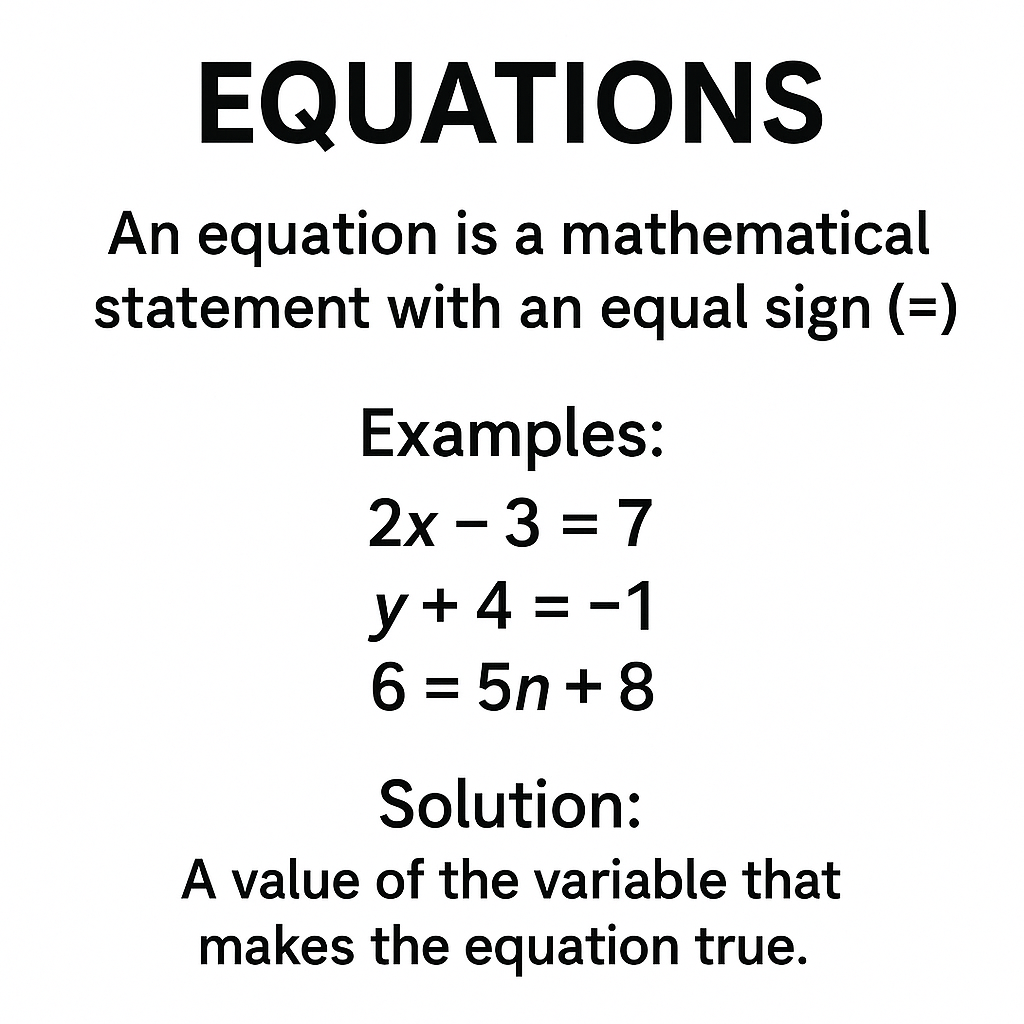 EQUATIONS
An equation is a mathematical
statement with an equal sign (=)
Examples:
2x – 3 = 7
y + 4 = –1
6 = 5n + 8
Solution:
A value of the variable that
makes the equation true.